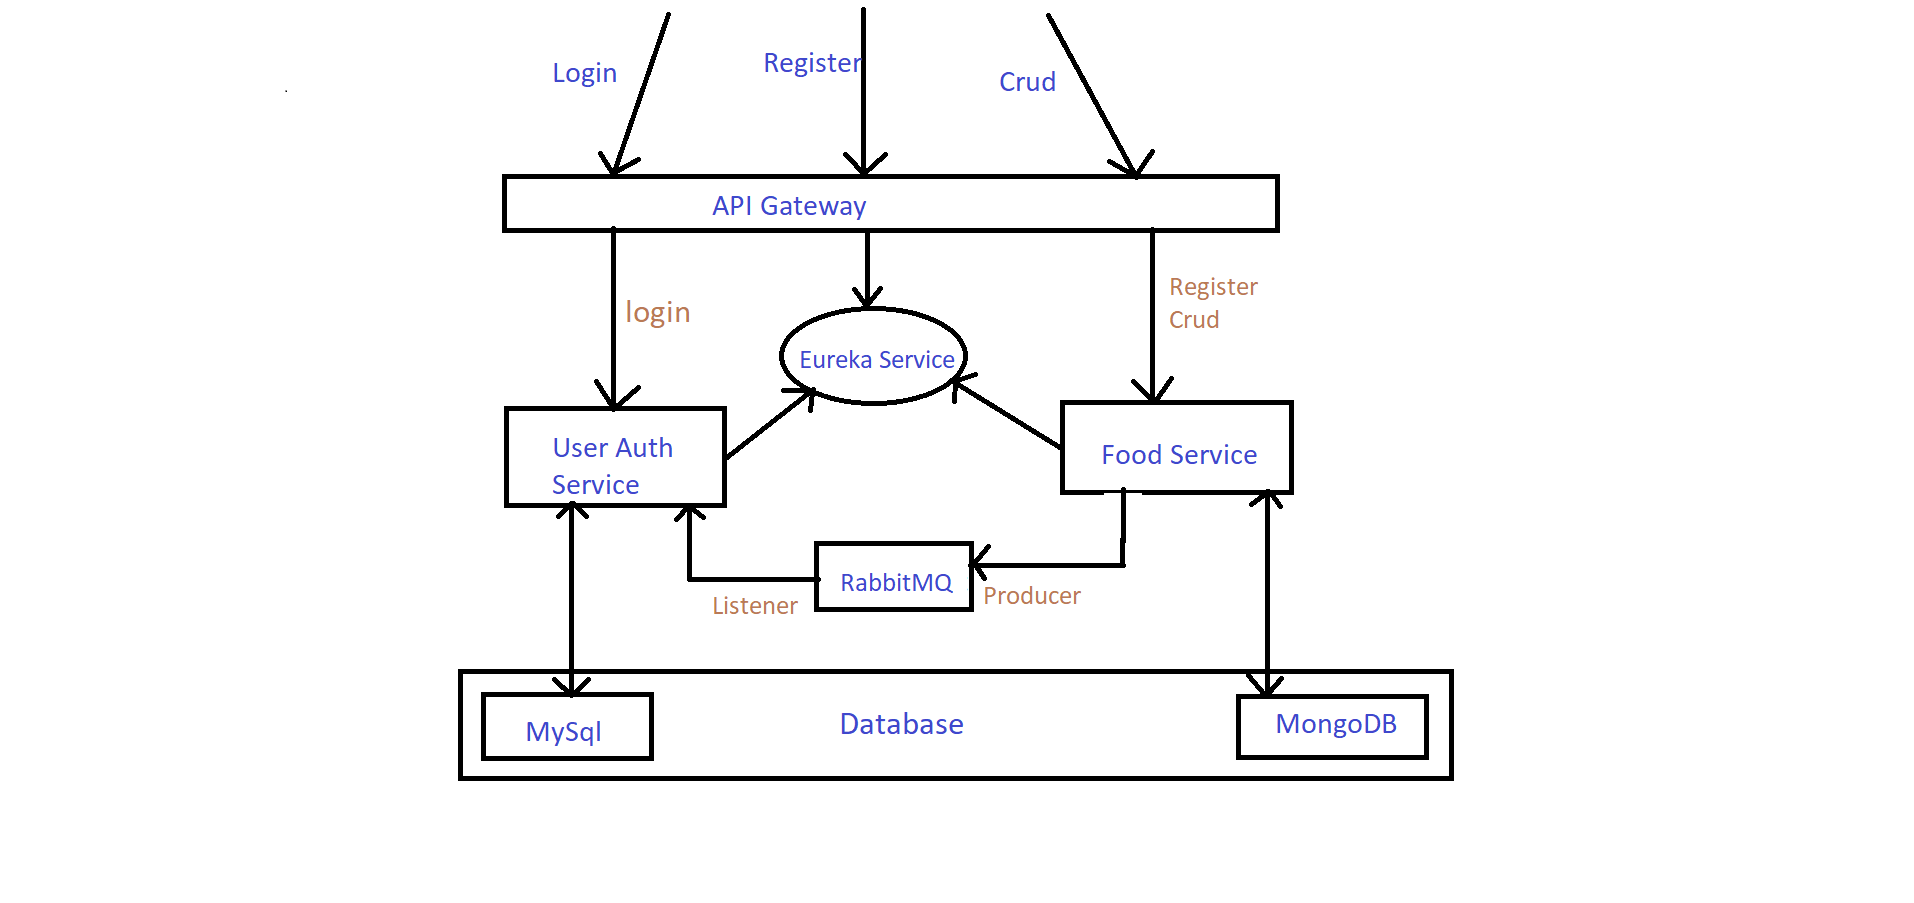 Login
Register
Crud
API Gateway
login
Register
Crud
Eureka Service
User Auth
Service
Food Service
RabbitMQ
Listener
Producer
MySql
Database
MongoDB